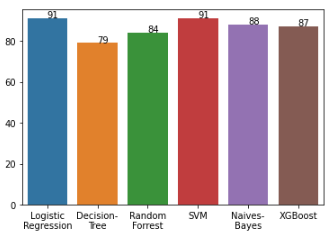 91
79
84
91
88
87
80
60
40
20
0
Logistic
Regression
Decision-
Tree
Random
Forrest
SVM
Naives-
Bayes
XGBoost